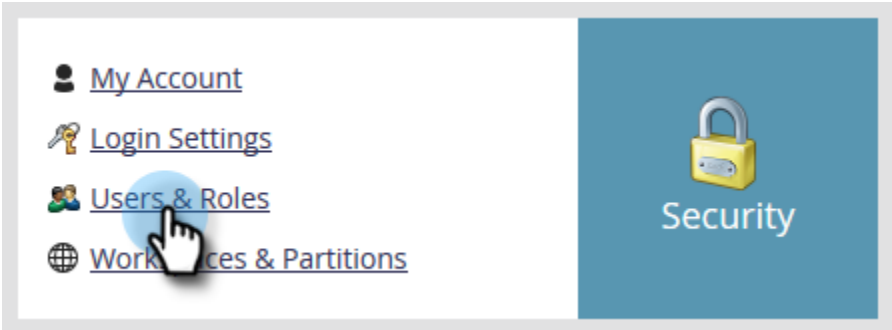 My Account
Login Settings
Users & Roles
& Partitions
Security